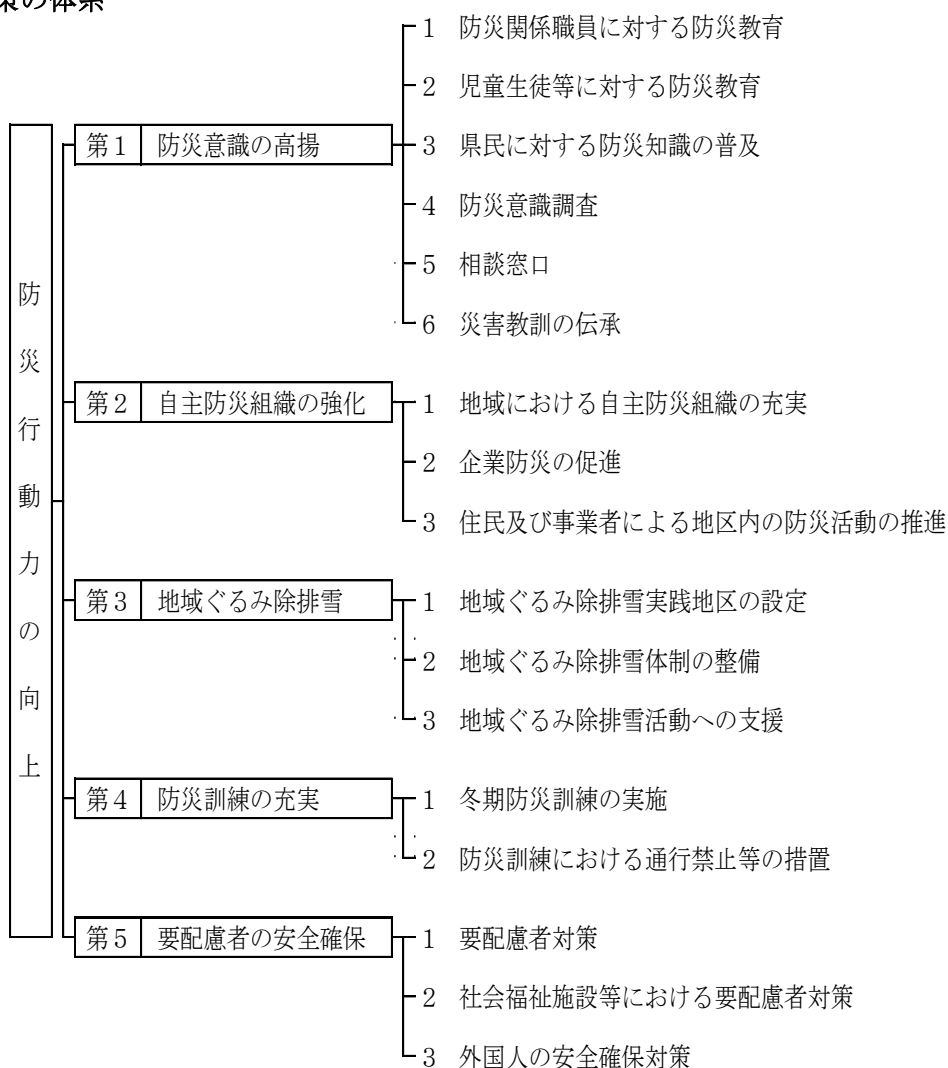 策の体系
防災行動力の向上
第1 防災意識の高揚
1 防災関係職員に対する防災教育
2 児童生徒等に対する防災教育
3 県民に対する防災知識の普及
4 防災意識調査
5 相談窓口
6 災害教訓の伝承
第2 自主防災組織の強化
1 地域における自主防災組織の充実
2 企業防災の促進
3 住民及び事業者による地区内の防災活動の推進
第3 地域ぐるみ除排雪
1 地域ぐるみ除排雪実践地区の設定
2 地域ぐるみ除排雪体制の整備
3 地域ぐるみ除排雪活動への支援
第4 防災訓練の充実
1 冬期防災訓練の実施
2 防災訓練における通行禁止等の措置
第5 要配慮者の安全確保
1 要配慮者対策
2 社会福祉施設等における要配慮者対策
3 外国人の安全確保対策